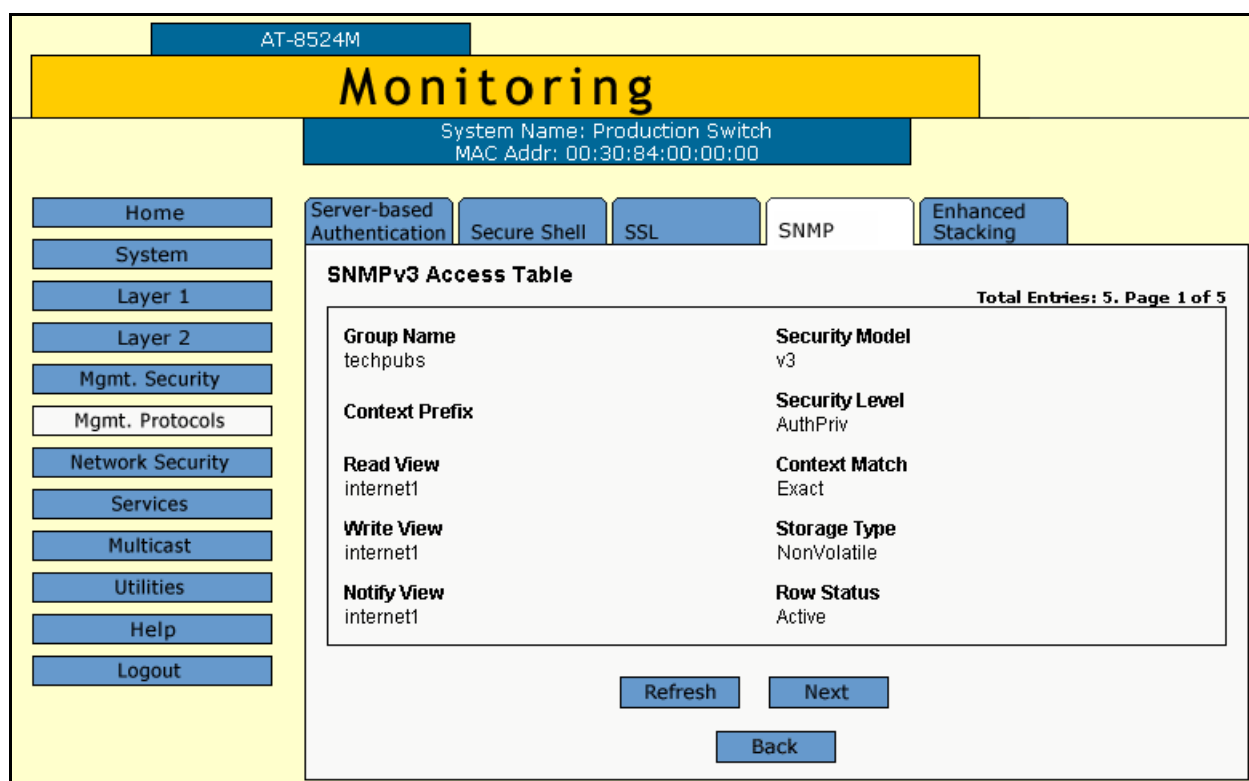 AT-8524M
Monitoring
System Name: Production Switch
MAC Addr: 00:30:84:00:00:00
Home
System
Layer 1
Layer 2
Mgmt. Security
Mgmt. Protocols
Network Security
Services
Multicast
Utilities
Help
Logout
Server-based
Authentication
Secure Shell
SSL
SNMP
Enhanced
Stacking
SNMPv3 Access Table
Total Entries: 5. Page 1 of 5
Group Name
techpubs
Security Model
v3
Context Prefix
Security Level
AuthPriv
Read View
internet1
Context Match
Exact
Write View
internet1
Storage Type
NonVolatile
Notify View
internet1
Row Status
Active
Refresh
Next
Back